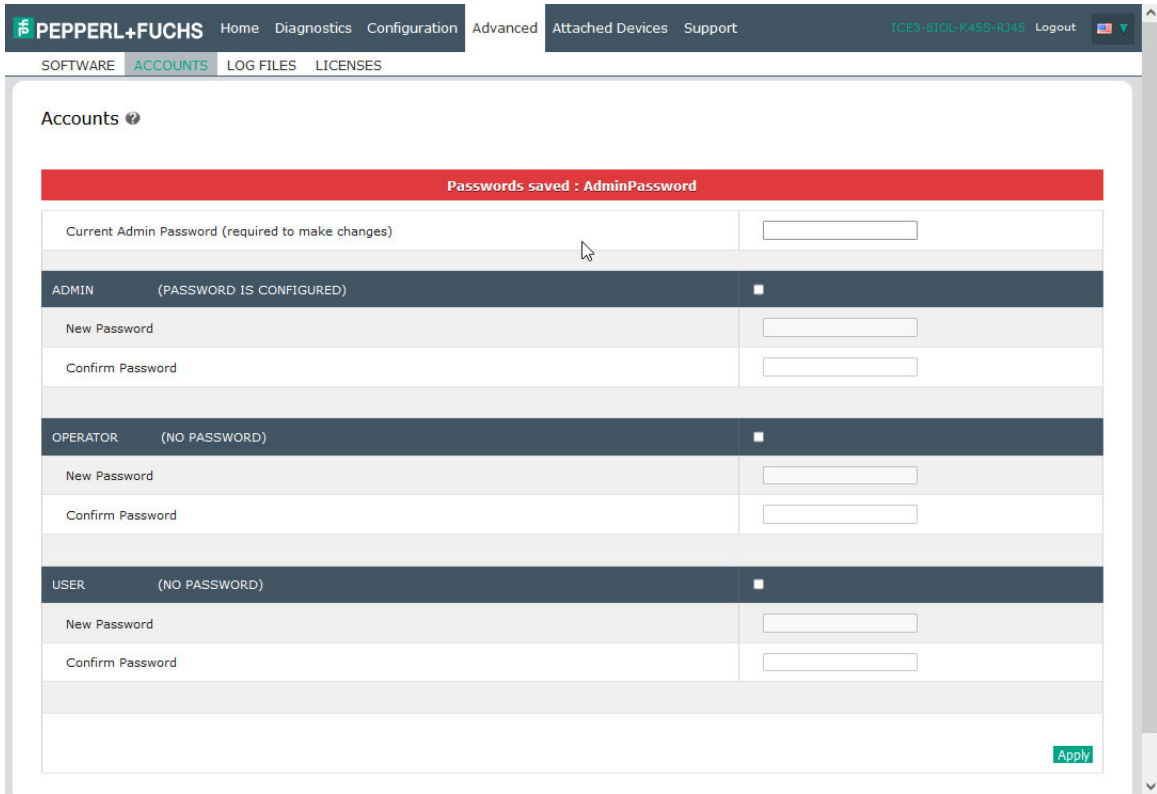 PEPPERL+FUCHS Home Diagnostics Configuration Advanced Attached Devices Support ICE3-8IOL-K45S-RJ45 Logout
SOFTWARE ACCOUNTS LOG FILES LICENSES
Accounts
Passwords saved : AdminPassword
Current Admin Password (required to make changes)
ADMIN (PASSWORD IS CONFIGURED)
New Password
Confirm Password
OPERATOR (NO PASSWORD)
New Password
Confirm Password
USER (NO PASSWORD)
New Password
Confirm Password
Apply